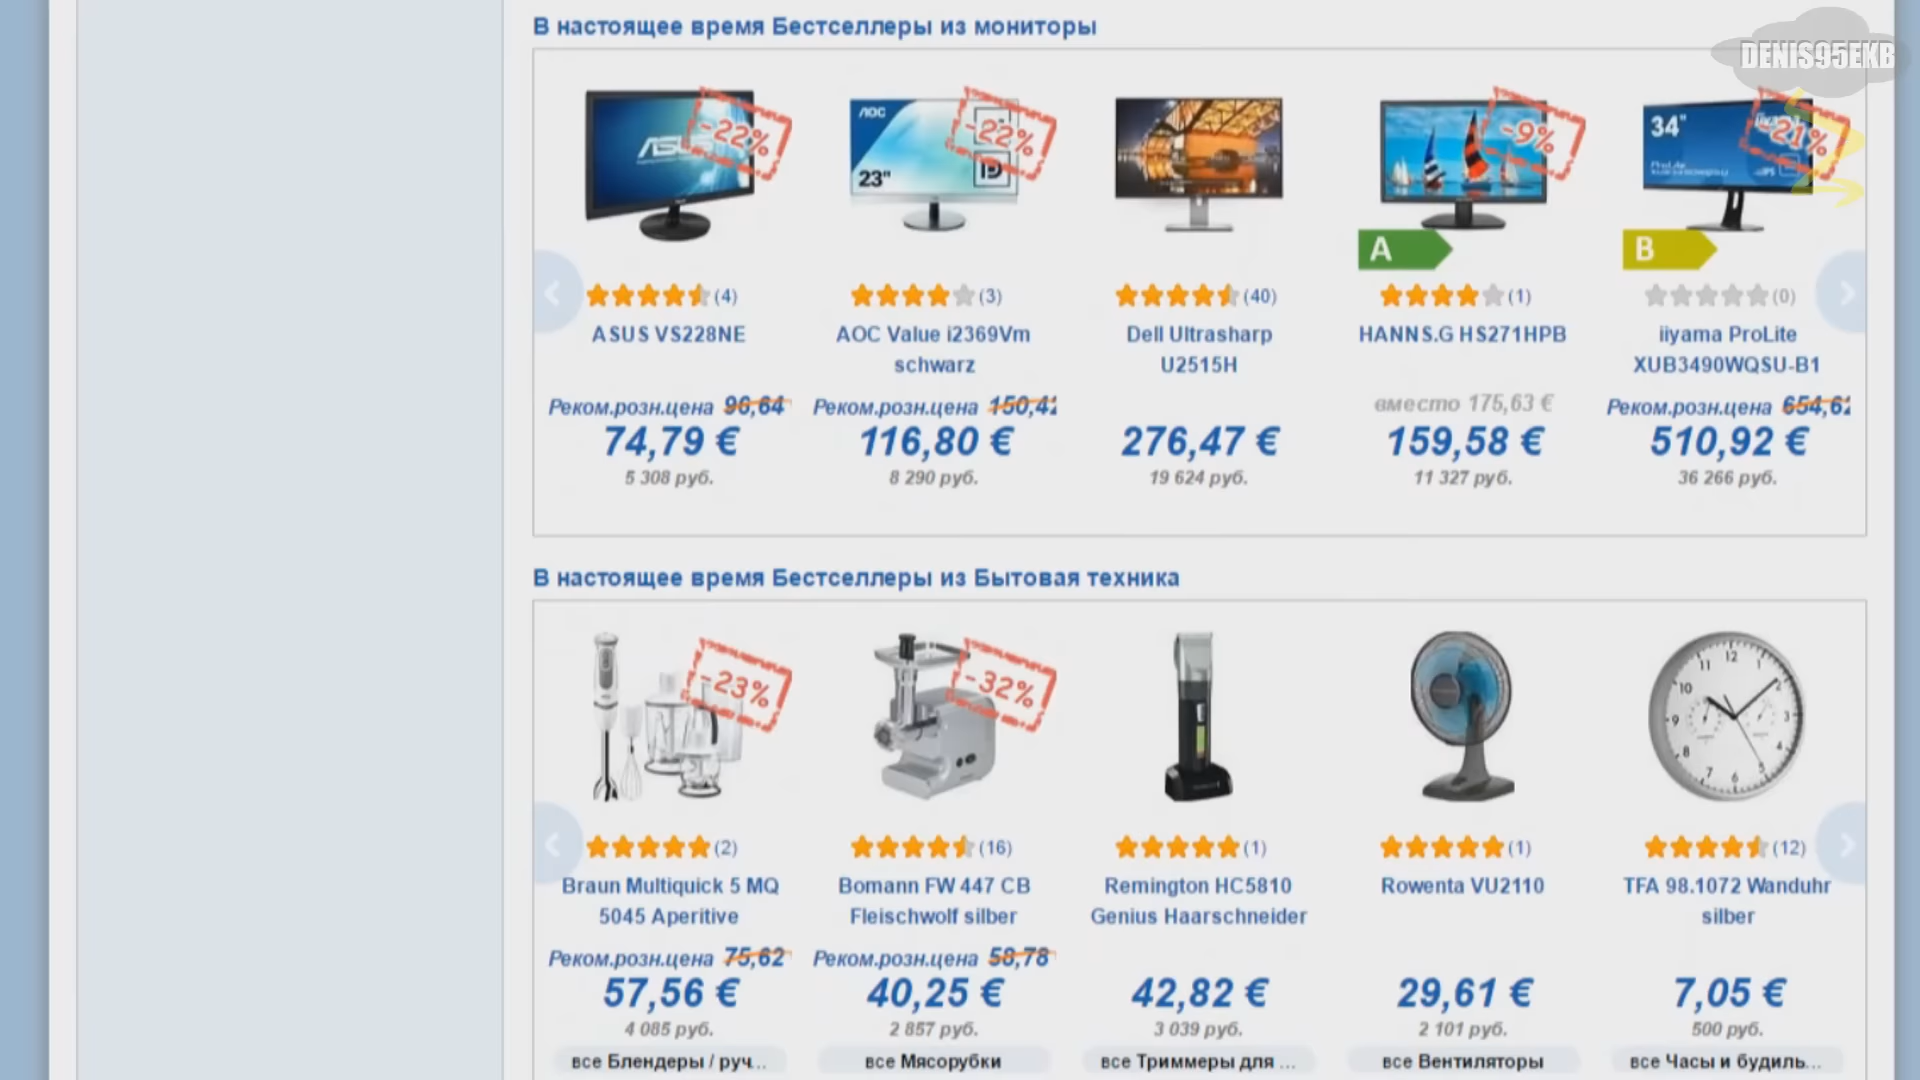 В настоящее время Бестселлеры из мониторы
DENIS95EKB
-22%
AOC
23"
-22%
-9%
34"
-21%
A
B
(4)
(3)
(40)
(1)
(0)
ASUS VS228NE
AOC Value i2369Vm
schwarz
Dell Ultrasharp
U2515H
HANNS.G HS271HPB
iiyama ProLite
XUB3490WQSU-B1
Реком.розн.цена 96,64
Реком.розн.цена 150,42
вместо 175,63 €
Реком.розн.цена 654,62
74,79 €
116,80 €
276,47 €
159,58 €
510,92 €
5 308 руб.
8 290 руб.
19 624 руб.
11 327 руб.
36 266 руб.
В настоящее время Бестселлеры из Бытовая техника
-23%
-32%
(2)
(16)
(1)
(1)
(12)
Braun Multiquick 5 MQ
5045 Aperitive
Bomann FW 447 CB
Fleischwolf silber
Remington HC5810
Genius Haarschneider
Rowenta VU2110
TFA 98.1072 Wanduhr
silber
Реком.розн.цена 75,62
Реком.розн.цена 58,78
57,56 €
40,25 €
42,82 €
29,61 €
7,05 €
4 085 руб.
2 857 руб.
3 039 руб.
2 101 руб.
500 руб.
все Блендеры / руч...
все Мясорубки
все Триммеры для ...
все Вентиляторы
все Часы и будиль...